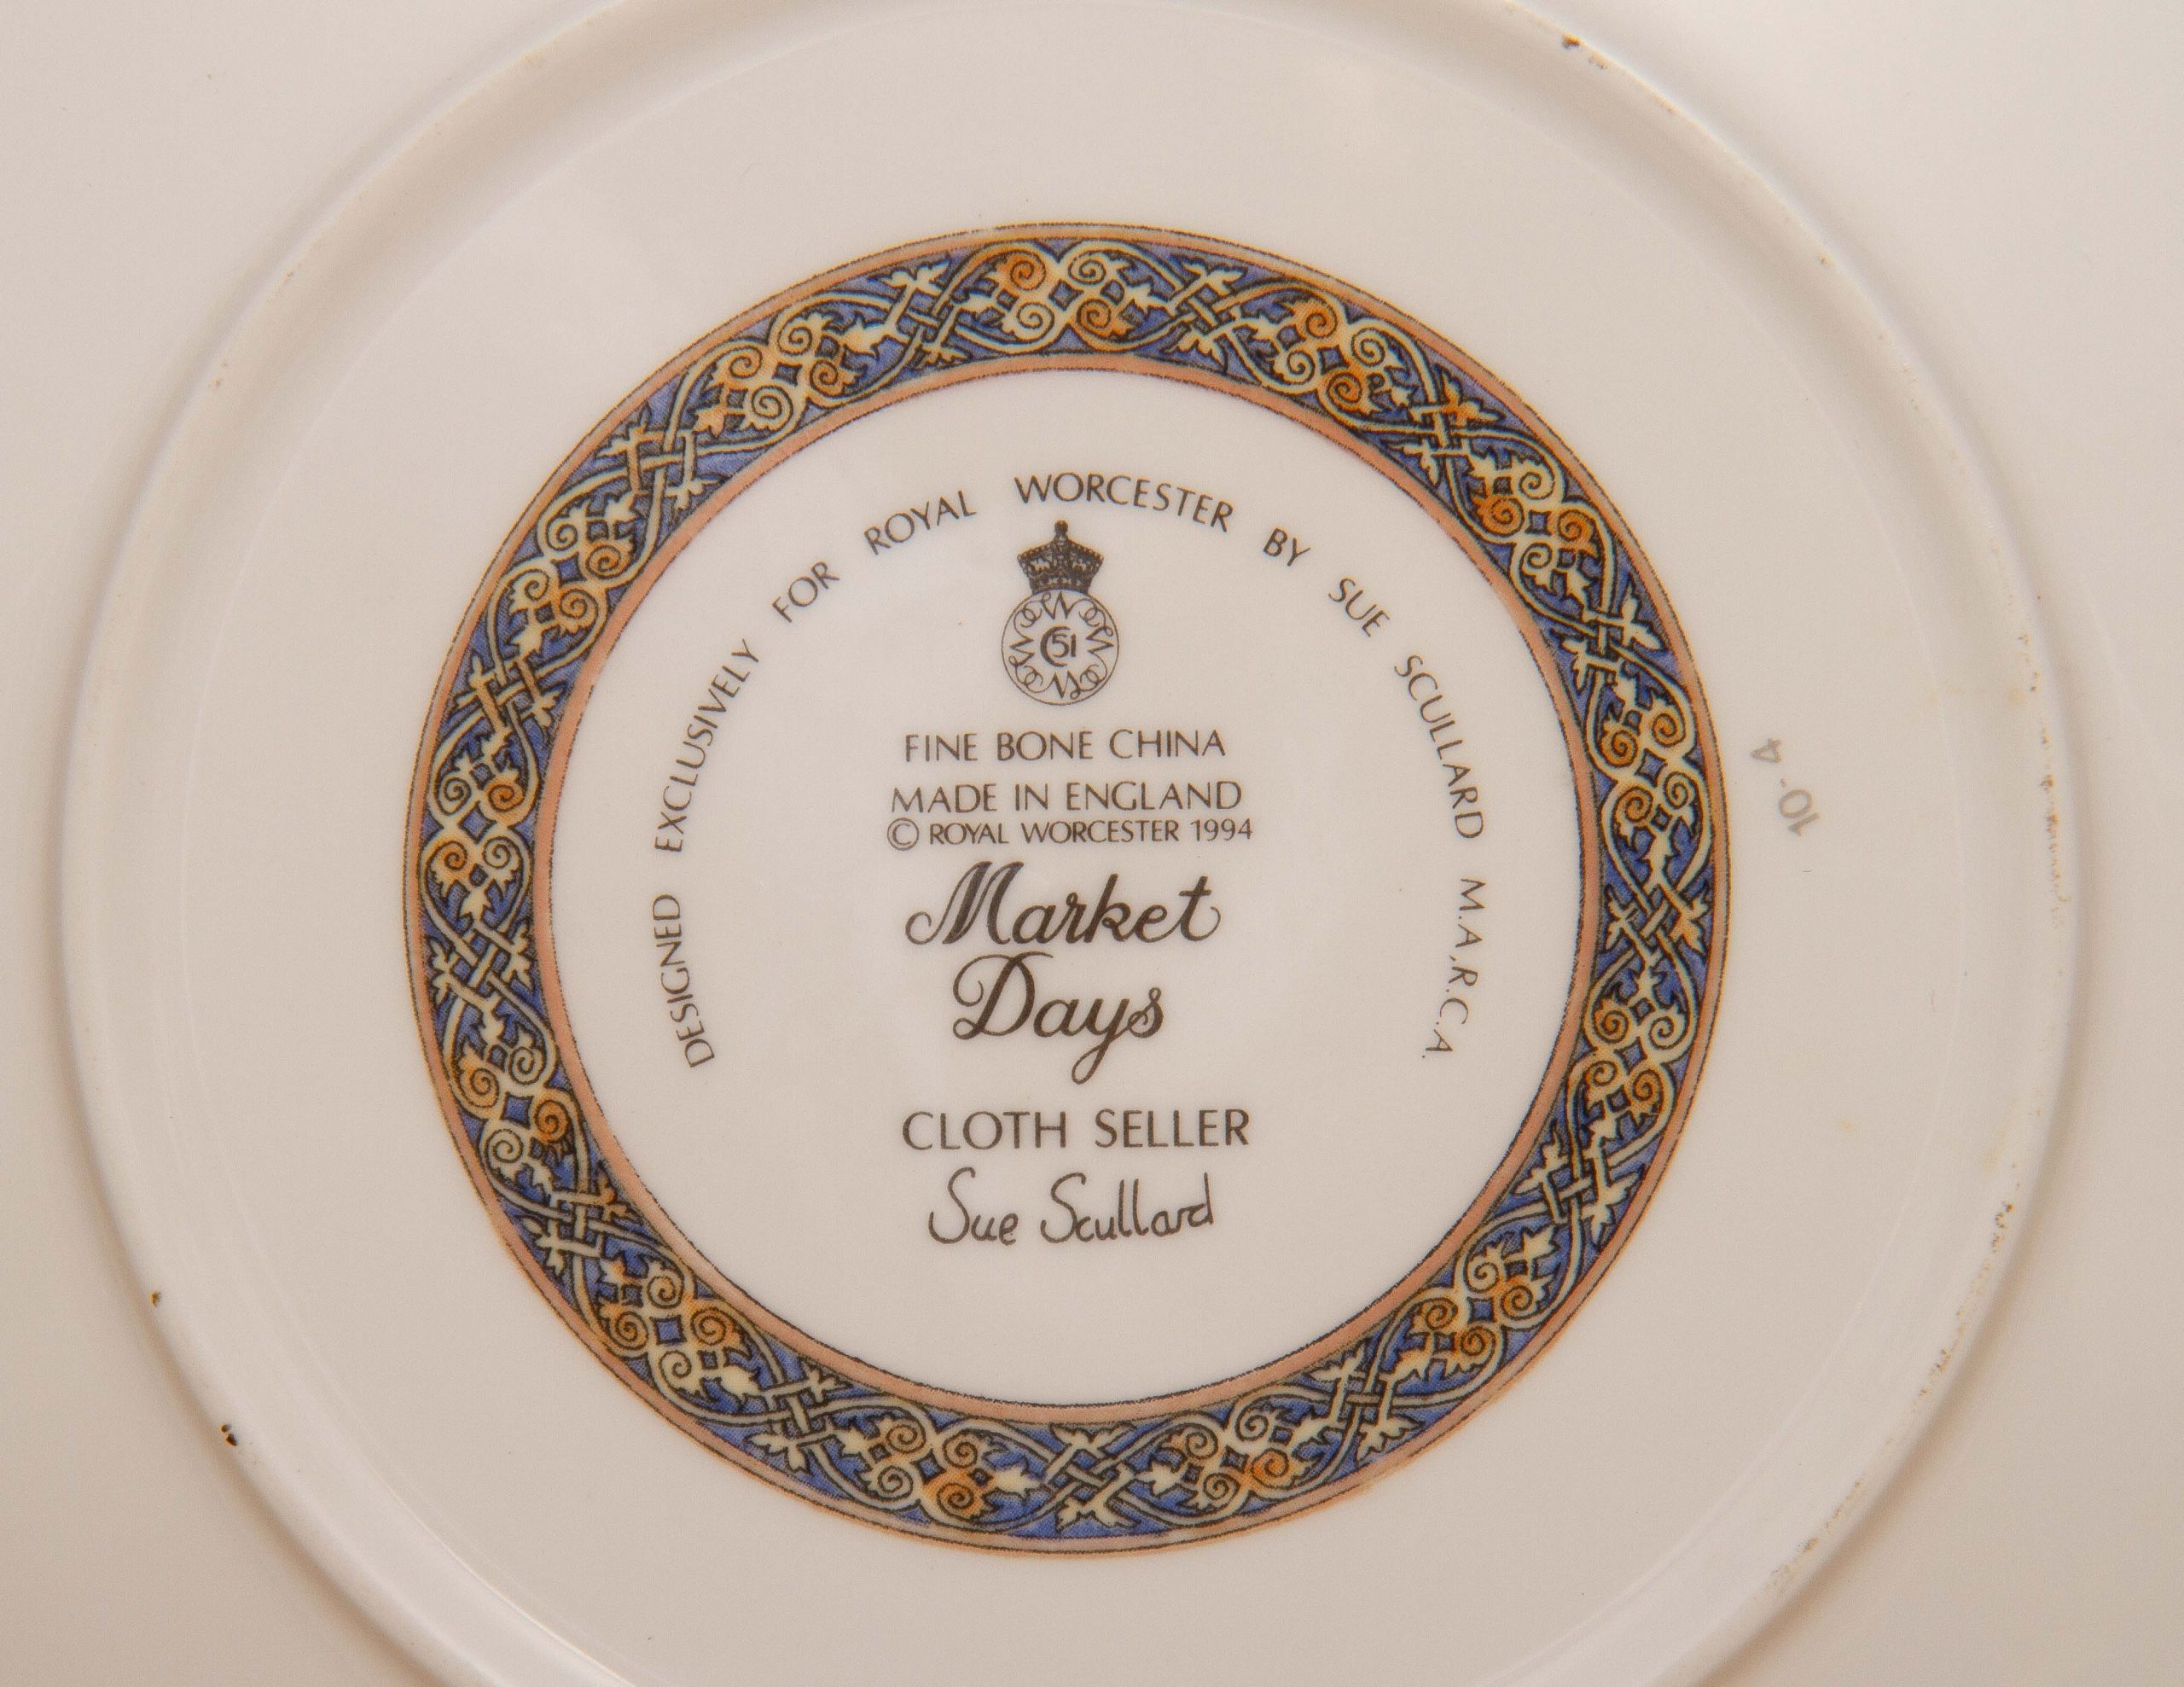 DESIGNED EXCLUSIVELY FOR ROYAL WORCESTER BY SUE SCULLARD M.A.,R.C.A.
51
FINE BONE CHINA
MADE IN ENGLAND
© ROYAL WORCESTER 1994
Market
Days
CLOTH SELLER
Sue Scullard
10-4